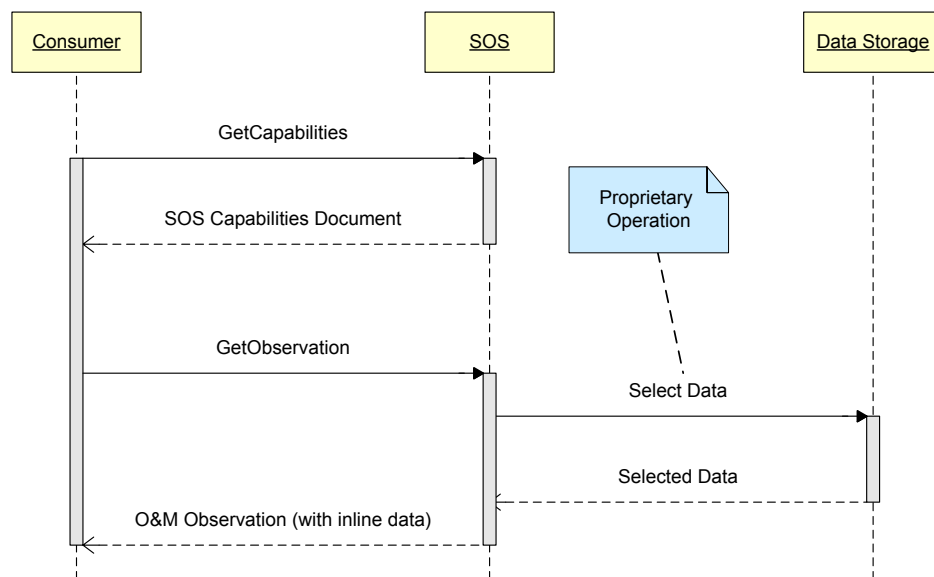 Consumer
SOS
Data Storage
GetCapabilities
Proprietary
Operation
SOS Capabilities Document
GetObservation
Select Data
Selected Data
O&M Observation (with inline data)